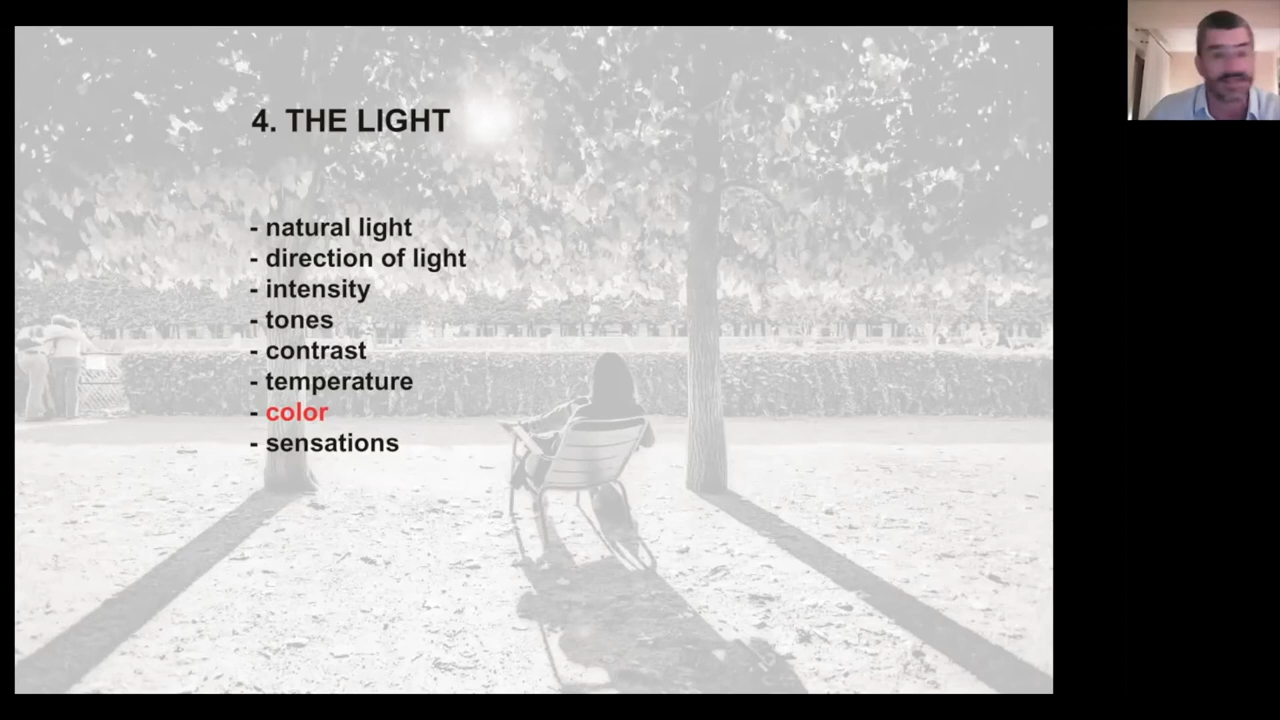 4. THE LIGHT
- natural light
- direction of light
- intensity
- tones
- contrast
- temperature
- color
- sensations